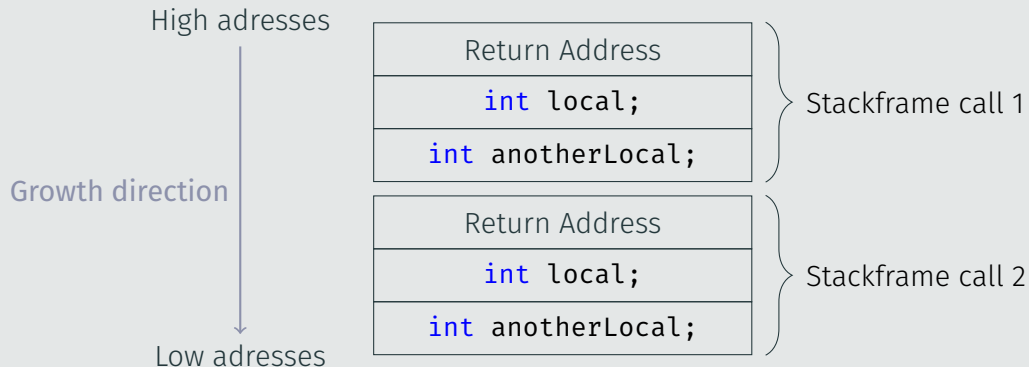 High adresses
Return Address
int local;
int anotherLocal;
Stackframe call 1
Growth direction
Return Address
int local;
int anotherLocal;
Stackframe call 2
Low adresses